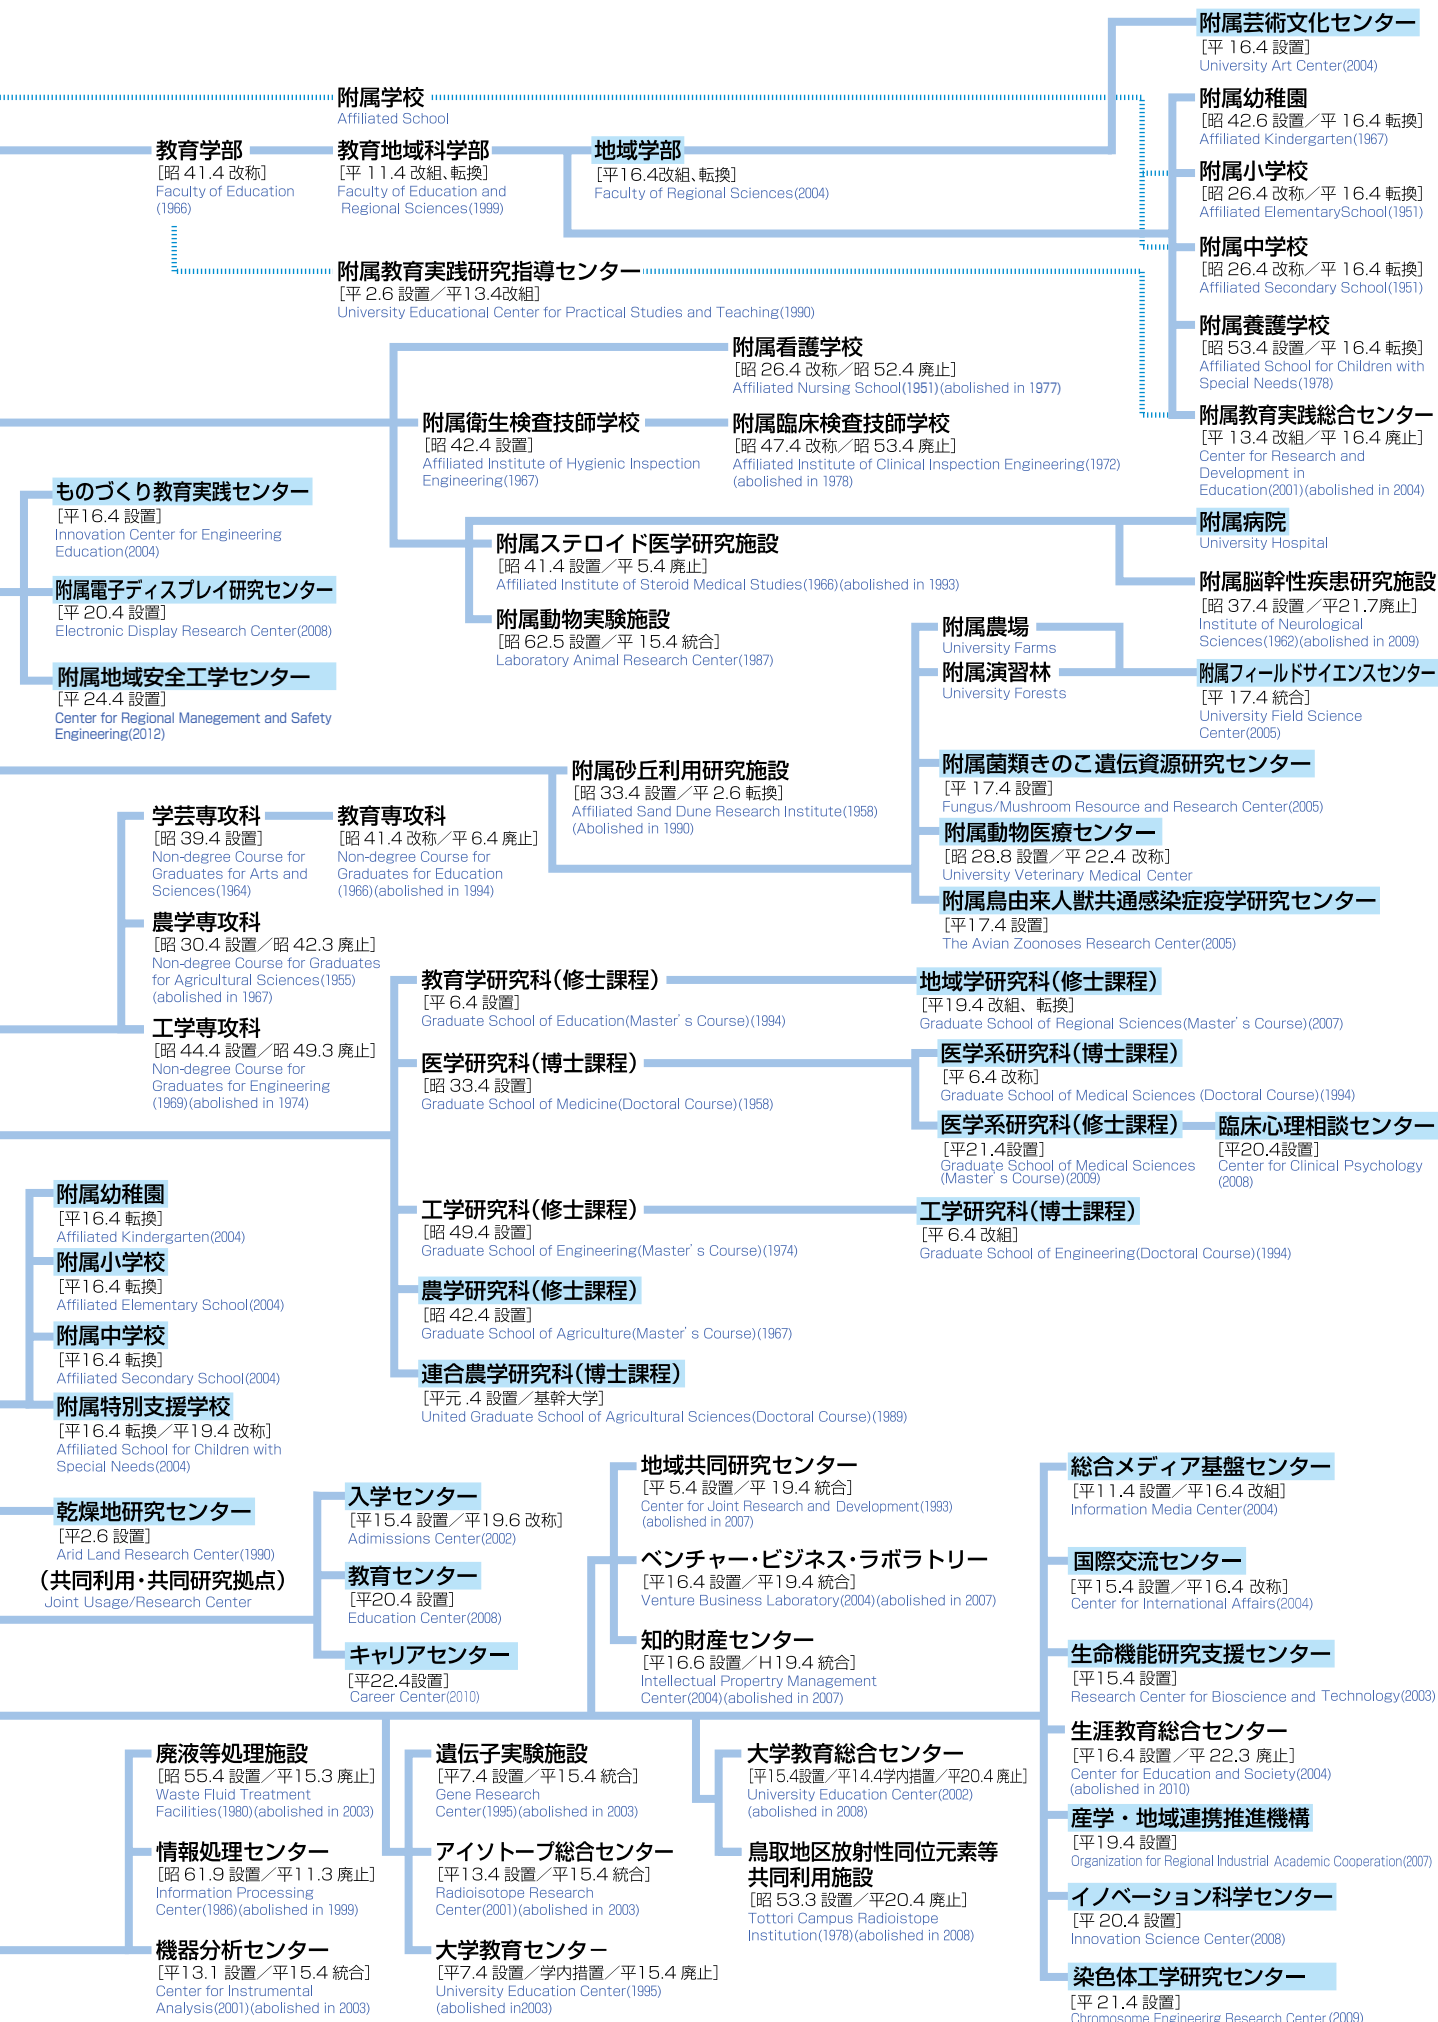 附属芸術文化センター
[平 16.4 設置]
University Art Center(2004)
附属学校
Affiliated School
附属幼稚園
[昭 42.6 設置／平 16.4 転換]
Affiliated Kindergarten(1967)
教育学部
[昭 41.4 改称]
Faculty of Education
(1966)
教育地域科学部
[平 11.4 改組、転換]
Faculty of Education and
Regional Sciences(1999)
地域学部
[平16.4改組、転換]
Faculty of Regional Sciences(2004)
附属小学校
[昭 26.4 改称／平 16.4 転換]
Affiliated ElementarySchool(1951)
附属中学校
[昭 26.4 改称／平 16.4 転換]
Affiliated Secondary School(1951)
附属教育実践研究指導センター
[平 2.6 設置／平13.4改組]
University Educational Center for Practical Studies and Teaching(1990)
附属養護学校
[昭 53.4 設置／平 16.4 転換]
Affiliated School for Children with
Special Needs(1978)
附属看護学校
[昭 26.4 改称／昭 52.4 廃止]
Affiliated Nursing School(1951)(abolished in 1977)
附属衛生検査技師学校
[昭 42.4 設置]
Affiliated Institute of Hygienic Inspection
Engineering(1967)
附属臨床検査技師学校
[昭 47.4 改称／昭 53.4 廃止]
Affiliated Institute of Clinical Inspection Engineering(1972)
(abolished in 1978)
附属教育実践総合センター
[平 13.4 改組／平 16.4 廃止]
Center for Research and
Development in
Education(2001)(abolished in 2004)
ものづくり教育実践センター
[平16.4 設置]
Innovation Center for Engineering
Education(2004)
附属電子ディスプレイ研究センター
[平 20.4 設置]
Electronic Display Research Center(2008)
附属地域安全工学センター
[平 24.4 設置]
Center for Regional Manegement and Safety
Engineering(2012)
附属ステロイド医学研究施設
[昭 41.4 設置／平 5.4 廃止]
Affiliated Institute of Steroid Medical Studies(1966)(abolished in 1993)
附属動物実験施設
[昭 62.5 設置／平 15.4 統合]
Laboratory Animal Research Center(1987)
附属病院
University Hospital
附属脳幹性疾患研究施設
[昭 37.4 設置／平21.7廃止]
Institute of Neurological
Sciences(1962)(abolished in 2009)
附属農場
University Farms
附属演習林
University Forests
附属フィールドサイエンスセンター
[平 17.4 統合]
University Field Science
Center(2005)
附属砂丘利用研究施設
[昭 33.4 設置／平 2.6 転換]
Affiliated Sand Dune Research Institute(1958)
(Abolished in 1990)
附属菌類きのこ遺伝資源研究センター
[平 17.4 設置]
Fungus/Mushroom Resource and Research Center(2005)
附属動物医療センター
[昭 28.8 設置／平 22.4 改称]
University Veterinary Medical Center
附属鳥由来人獣共通感染症疫学研究センター
[平17.4 設置]
The Avian Zoonoses Research Center(2005)
学芸専攻科
[昭 39.4 設置]
Non-degree Course for
Graduates for Arts and
Sciences(1964)
教育専攻科
[昭 41.4 改称／平 6.4 廃止]
Non-degree Course for
Graduates for Education
(1966)(abolished in 1994)
農学専攻科
[昭 30.4 設置／昭 42.3 廃止]
Non-degree Course for Graduates
for Agricultural Sciences(1955)
(abolished in 1967)
工学専攻科
[昭 44.4 設置／昭 49.3 廃止]
Non-degree Course for
Graduates for Engineering
(1969)(abolished in 1974)
教育学研究科(修士課程)
[平 6.4 設置]
Graduate School of Education(Master's Course)(1994)
地域学研究科(修士課程)
[平19.4 改組、転換]
Graduate School of Regional Sciences(Master's Course)(2007)
医学研究科(博士課程)
[昭 33.4 設置]
Graduate School of Medicine(Doctoral Course)(1958)
医学系研究科(博士課程)
[平 6.4 改称]
Graduate School of Medical Sciences (Doctoral Course)(1994)
医学系研究科(修士課程)
[平21.4設置]
Graduate School of Medical Sciences
(Master's Course)(2009)
臨床心理相談センター
[平20.4設置]
Center for Clinical Psychology
(2008)
工学研究科(修士課程)
[昭 49.4 設置]
Graduate School of Engineering(Master's Course)(1974)
工学研究科(博士課程)
[平 6.4 改組]
Graduate School of Engineering(Doctoral Course)(1994)
農学研究科(修士課程)
[昭 42.4 設置]
Graduate School of Agriculture(Master's Course)(1967)
連合農学研究科(博士課程)
[平元 .4 設置／基幹大学]
United Graduate School of Agricultural Sciences(Doctoral Course)(1989)
附属幼稚園
[平16.4 転換]
Affiliated Kindergarten(2004)
附属小学校
[平16.4 転換]
Affiliated Elementary School(2004)
附属中学校
[平16.4 転換]
Affiliated Secondary School(2004)
附属特別支援学校
[平16.4 転換／平19.4 改称]
Affiliated School for Children with
Special Needs(2004)
乾燥地研究センター
[平2.6 設置]
Arid Land Research Center(1990)
(共同利用・共同研究拠点)
Joint Usage/Research Center
入学センター
[平15.4 設置／平19.6 改称]
Adimissions Center(2002)
教育センター
[平20.4 設置]
Education Center(2008)
キャリアセンター
[平22.4設置]
Career Center(2010)
地域共同研究センター
[平 5.4 設置／平 19.4 統合]
Center for Joint Research and Development(1993)
(abolished in 2007)
ベンチャー・ビジネス・ラボラトリー
[平16.4 設置／平19.4 統合]
Venture Business Laboratory(2004)(abolished in 2007)
知的財産センター
[平16.6 設置／H19.4 統合]
Intellectual Propertry Management
Center(2004)(abolished in 2007)
総合メディア基盤センター
[平11.4 設置／平16.4 改組]
Information Media Center(2004)
国際交流センター
[平15.4 設置／平16.4 改称]
Center for International Affairs(2004)
生命機能研究支援センター
[平15.4 設置]
Research Center for Bioscience and Technology(2003)
生涯教育総合センター
[平16.4 設置／平 22.3 廃止]
Center for Education and Society(2004)
(abolished in 2010)
産学・地域連携推進機構
[平19.4 設置]
Organization for Regional Industrial Academic Cooperation(2007)
イノベーション科学センター
[平 20.4 設置]
Innovation Science Center(2008)
染色体工学研究センター
[平 21.4 設置]
Chromosome Engineerirg Research Center (2009)
廃液等処理施設
[昭 55.4 設置／平15.3 廃止]
Waste Fluid Treatment
Facilities(1980)(abolished in 2003)
情報処理センター
[昭 61.9 設置／平11.3 廃止]
Information Processing
Center(1986)(abolished in 1999)
機器分析センター
[平13.1 設置／平15.4 統合]
Center for Instrumental
Analysis(2001)(abolished in 2003)
遺伝子実験施設
[平7.4 設置／平15.4 統合]
Gene Research
Center(1995)(abolished in 2003)
アイソトープ総合センター
[平13.4 設置／平15.4 統合]
Radioisotope Research
Center(2001)(abolished in 2003)
大学教育センター
[平7.4 設置／学内措置／平15.4 廃止]
University Education Center(1995)
(abolished in2003)
大学教育総合センター
[平15.4設置／平14.4学内措置／平20.4 廃止]
University Education Center(2002)
(abolished in 2008)
鳥取地区放射性同位元素等
共同利用施設
[昭 53.3 設置／平20.4 廃止]
Tottori Campus Radioistope
Institution(1978)(abolished in 2008)